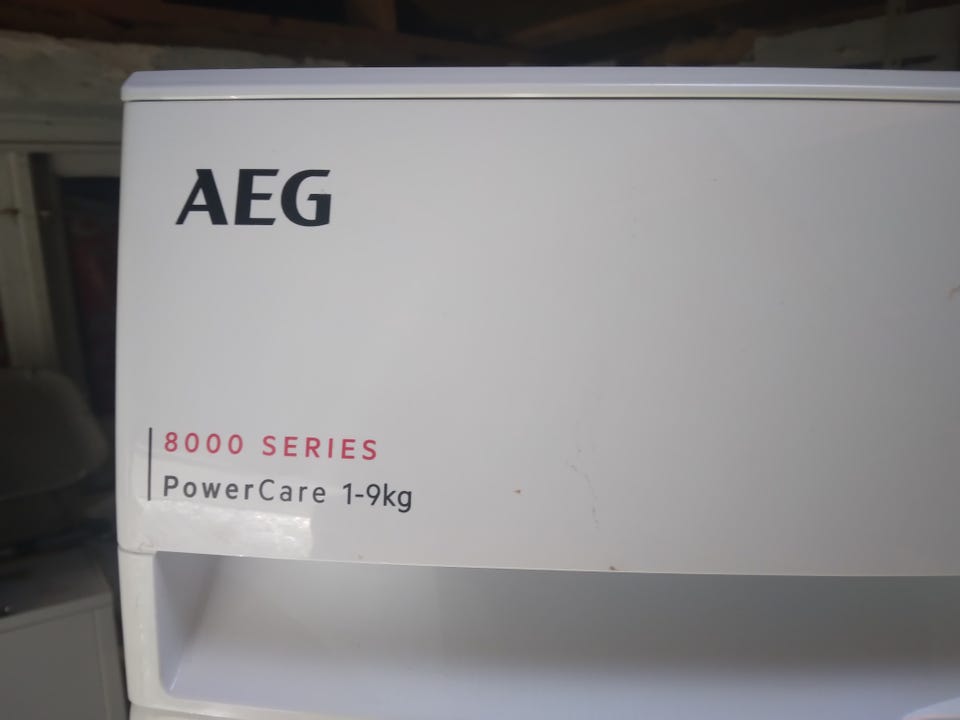 AEG
8000 SERIES
PowerCare 1-9kg